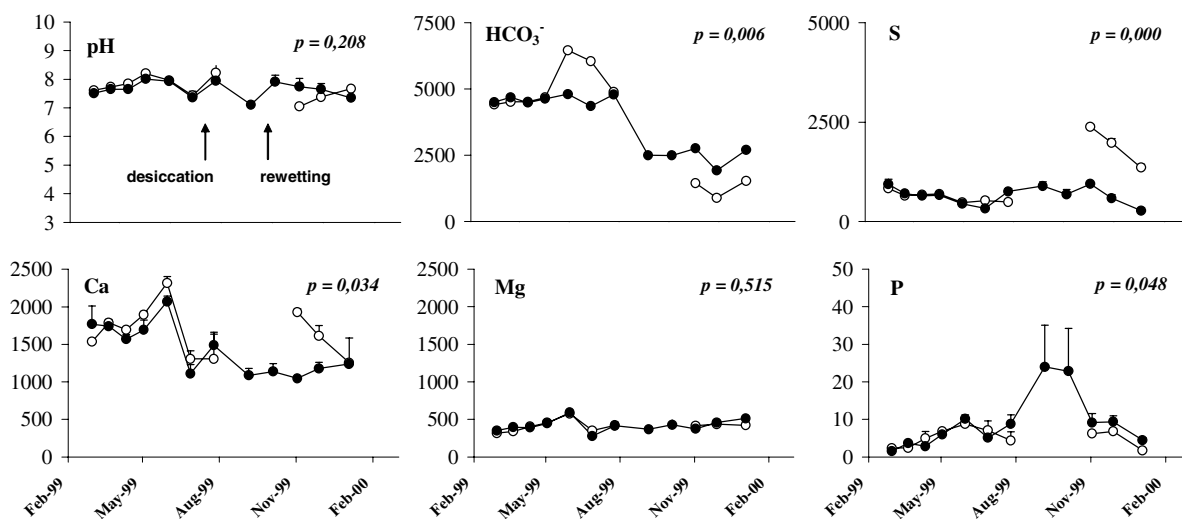 10
9
8
7
6
5
4
3
pH
p = 0,208
desiccation
rewetting
7500
5000
2500
0
HCO₃⁻
p = 0,006
5000
2500
0
S
p = 0,000
2500
2000
1500
1000
500
0
Ca
p = 0,034
Feb-99
May-99
Aug-99
Nov-99
Feb-00
2500
2000
1500
1000
500
0
Mg
p = 0,515
Feb-99
May-99
Aug-99
Nov-99
Feb-00
50
40
30
20
10
0
P
p = 0,048
Feb-99
May-99
Aug-99
Nov-99
Feb-00